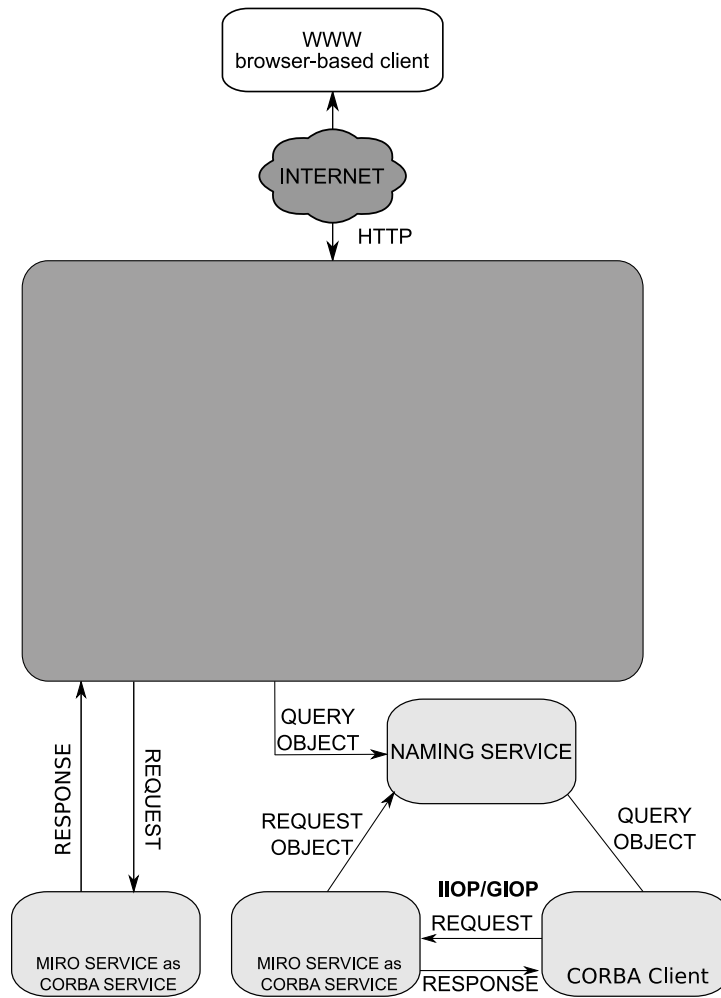 WWW
browser-based client
INTERNET
HTTP
QUERY
OBJECT
NAMING SERVICE
RESPONSE
REQUEST
REQUEST
OBJECT
QUERY
OBJECT
IIOP/GIOP
REQUEST
RESPONSE
MIRO SERVICE as
CORBA SERVICE
MIRO SERVICE as
CORBA SERVICE
CORBA Client